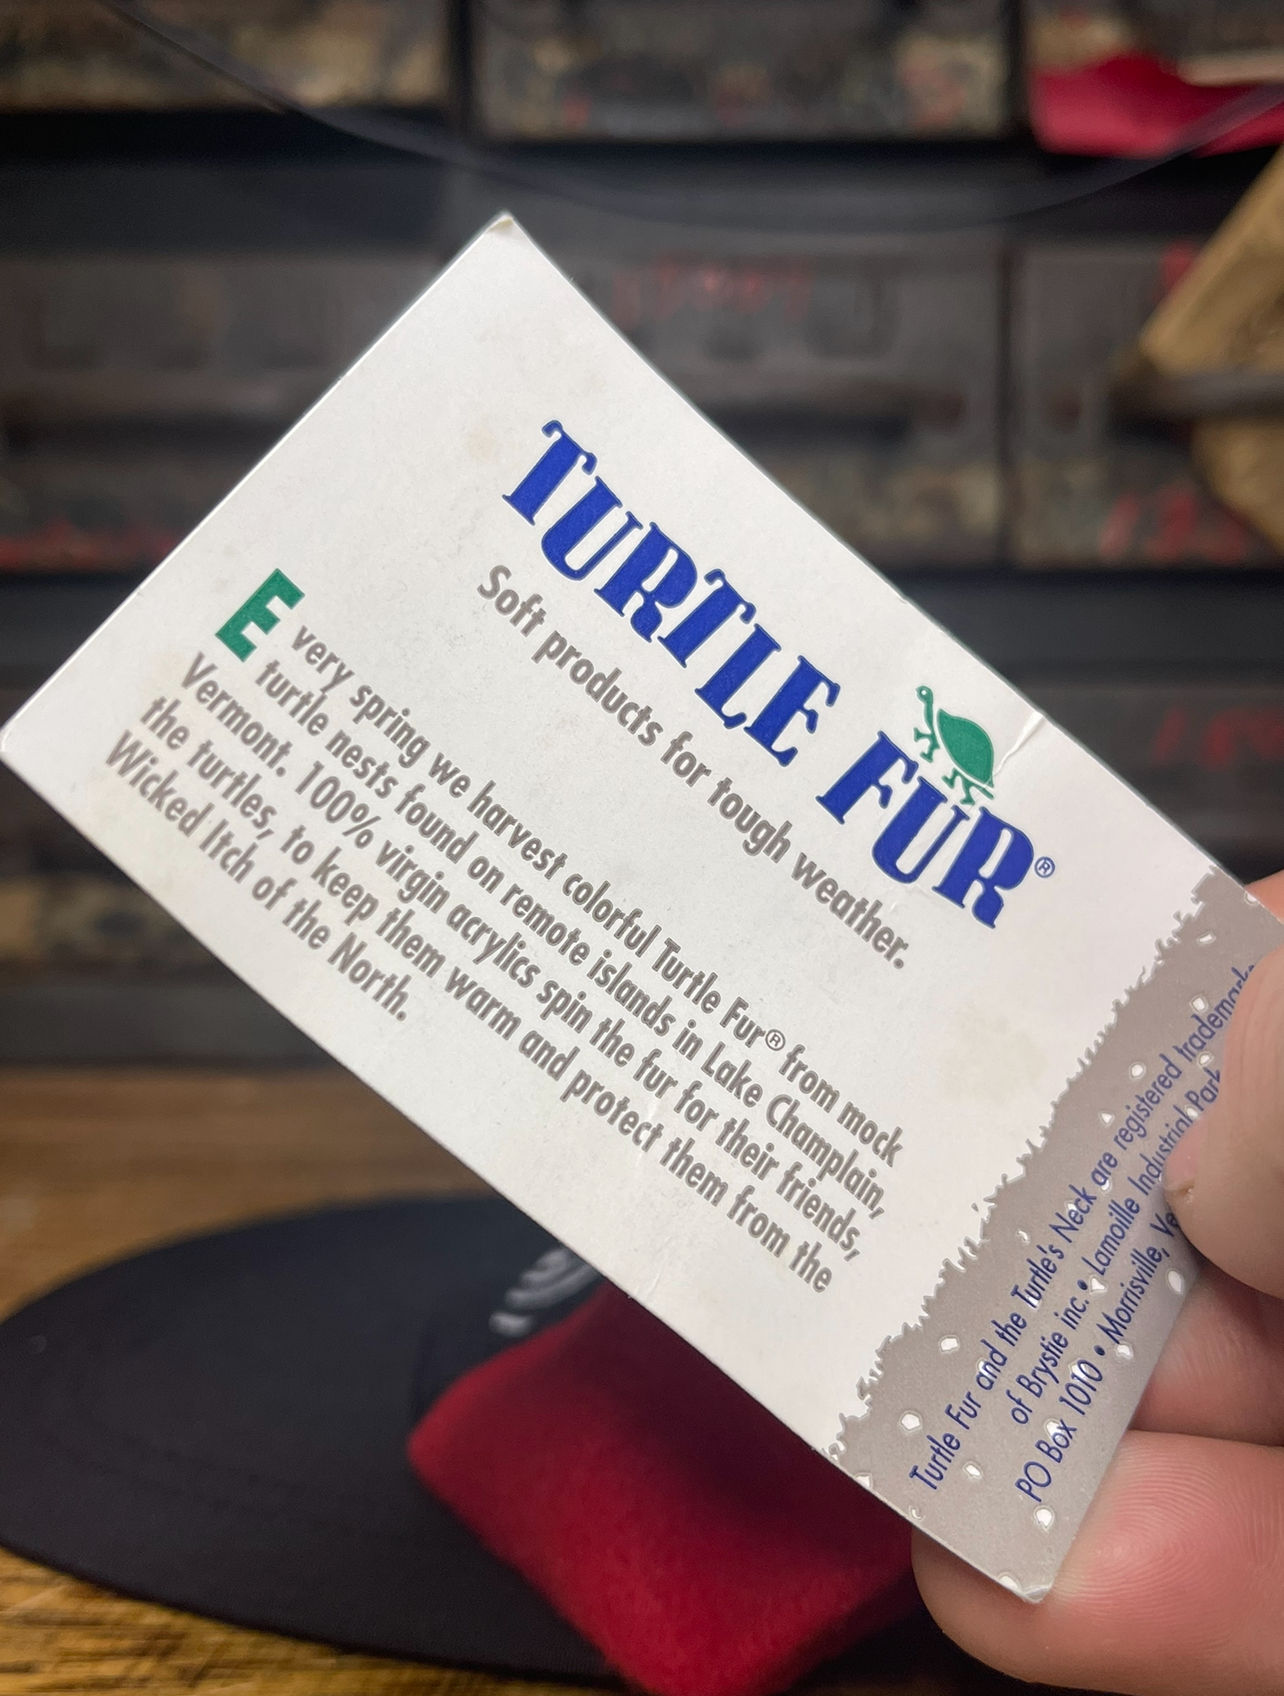 TURTLE FUR®
Soft products for tough weather.
Every spring we harvest colorful Turtle Fur® from mock
turtle nests found on remote islands in Lake Champlain,
Vermont. 100% virgin acrylics spin the fur for their friends,
the turtles, to keep them warm and protect them from the
Wicked Itch of the North.
Turtle Fur and the Turtle's Neck are registered trademarks
of Brystie inc. • Lamoille Industrial Park
PO Box 1010 • Morrisville,